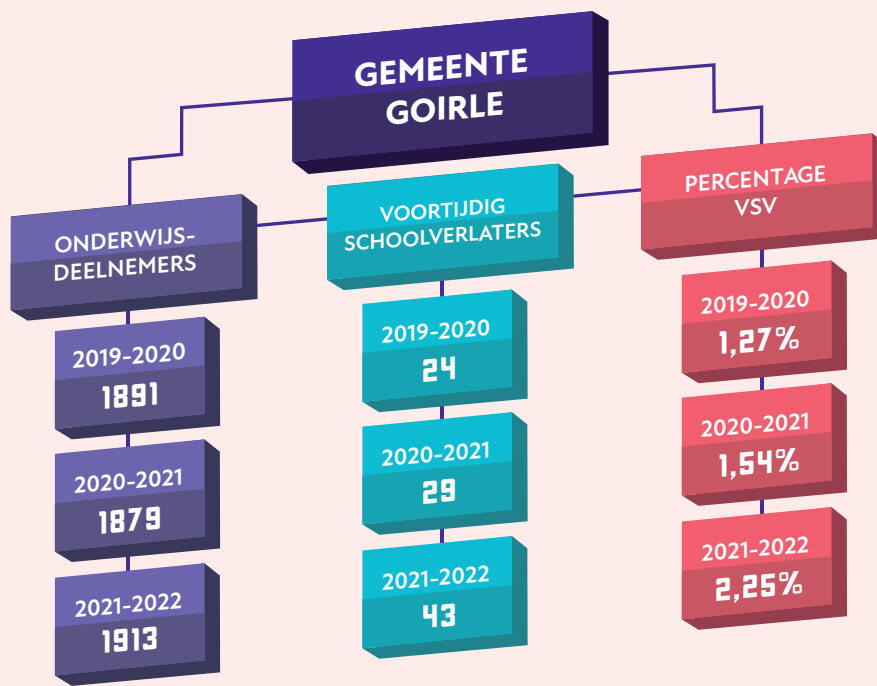 GEMEENTE
GOIRLE
ONDERWIJS-
DEELNEMERS
2019-2020
1891
2020-2021
1879
2021-2022
1913
VOORTIJDIG
SCHOOLVERLATERS
2019-2020
24
2020-2021
29
2021-2022
43
PERCENTAGE
VSV
2019-2020
1,27%
2020-2021
1,54%
2021-2022
2,25%